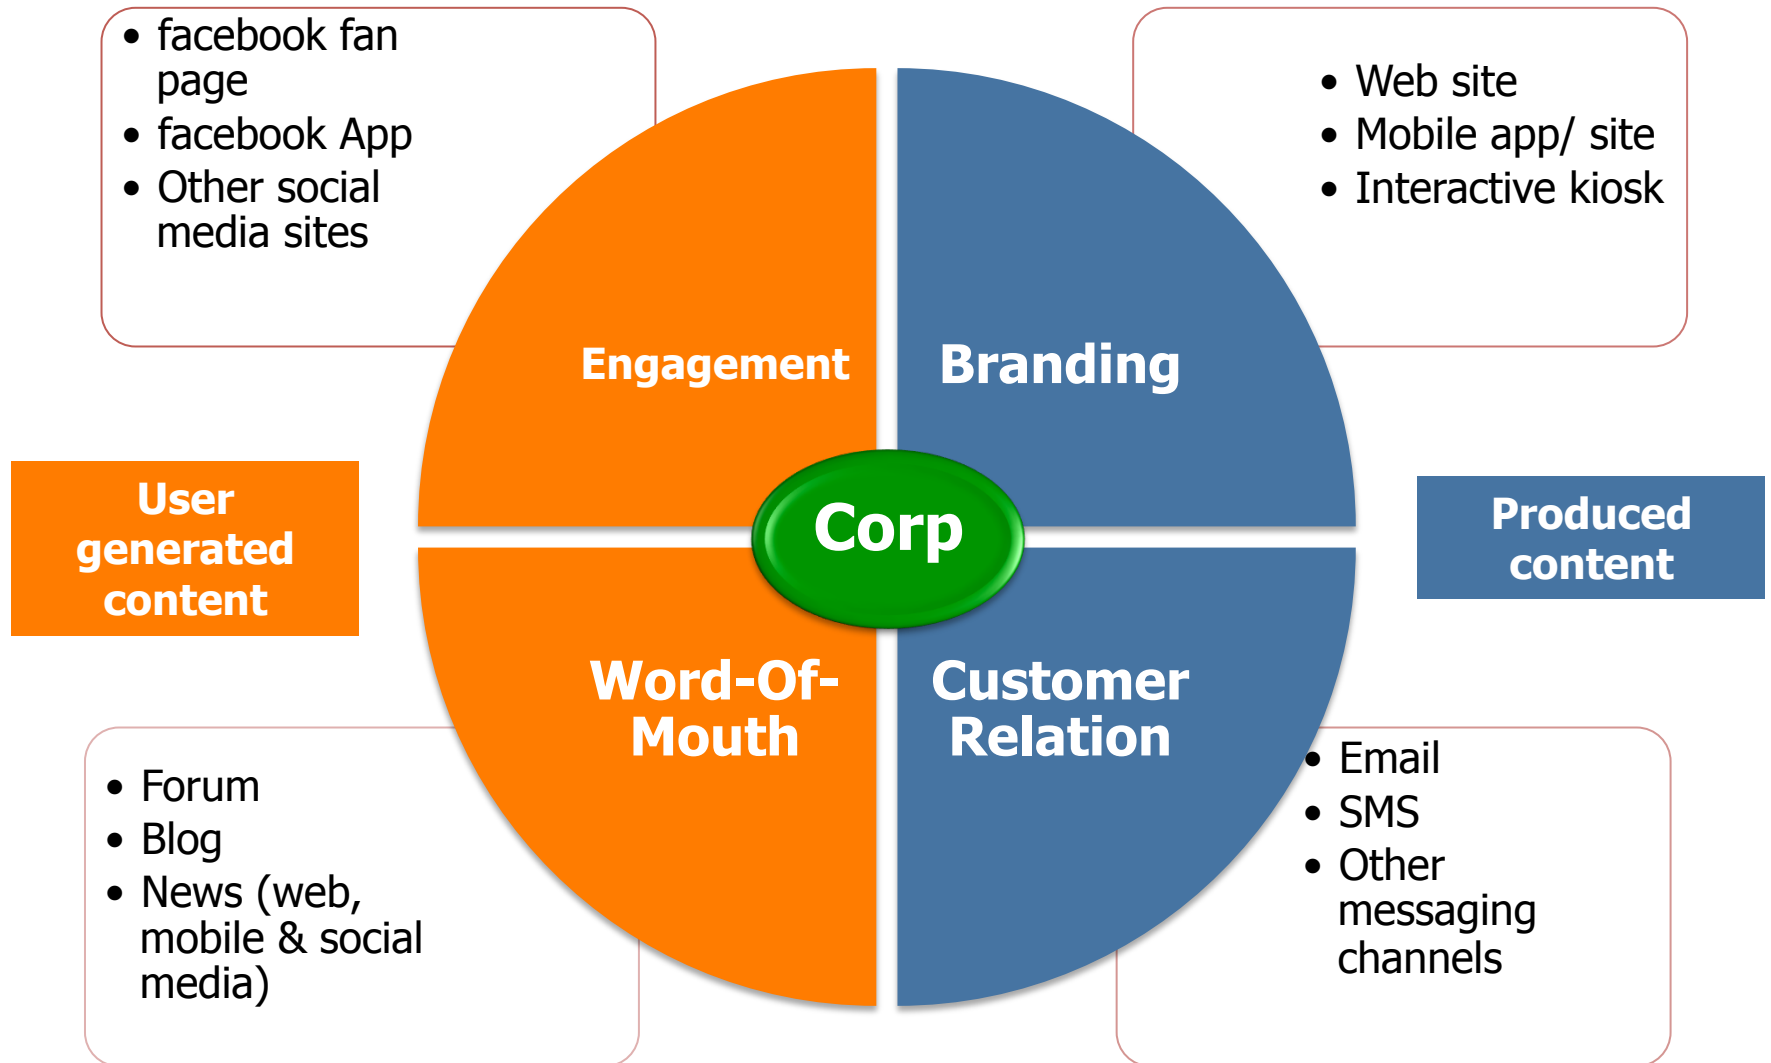 • facebook fan
page
• facebook App
• Other social
media sites
• Web site
• Mobile app/ site
• Interactive kiosk
Engagement
Branding
User
generated
content
Corp
Produced
content
Word-Of-
Mouth
Customer
Relation
• Forum
• Blog
• News (web,
mobile & social
media)
• Email
• SMS
• Other
messaging
channels